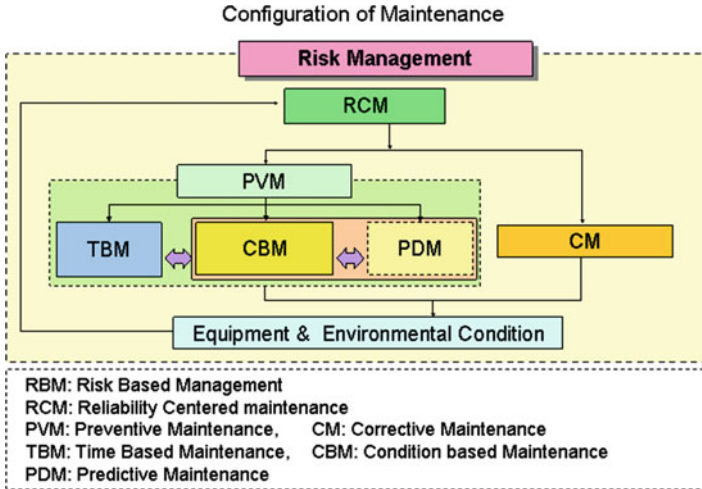 Configuration of Maintenance
Risk Management
RCM
PVM
TBM
CBM
PDM
CM
Equipment & Environmental Condition
RBM: Risk Based Management
RCM: Reliability Centered maintenance
PVM: Preventive Maintenance, CM: Corrective Maintenance
TBM: Time Based Maintenance, CBM: Condition based Maintenance
PDM: Predictive Maintenance